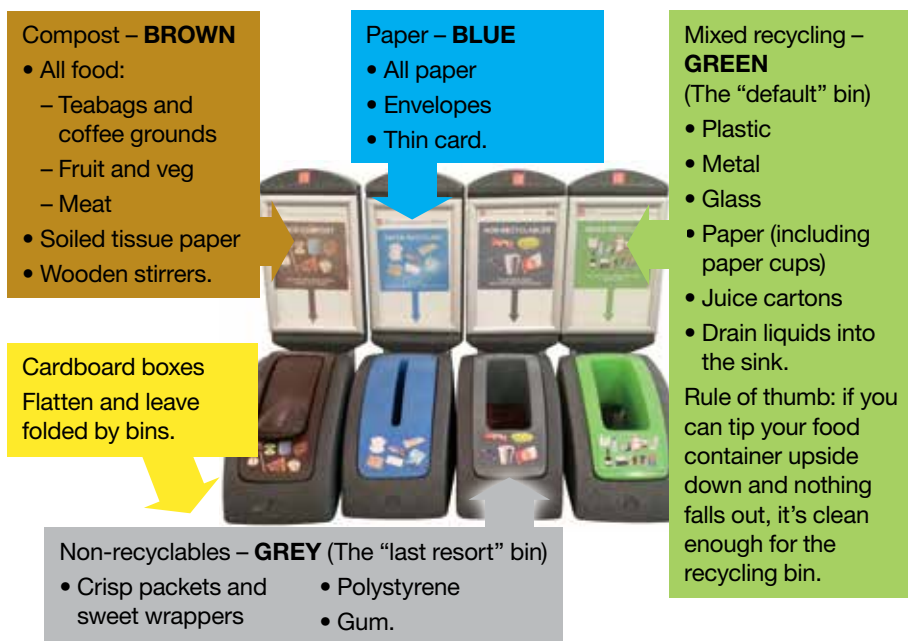 Compost – BROWN
• All food:
– Teabags and
coffee grounds
– Fruit and veg
– Meat
• Soiled tissue paper
• Wooden stirrers.
Paper – BLUE
• All paper
• Envelopes
• Thin card.
Mixed recycling –
GREEN
(The “default” bin)
• Plastic
• Metal
• Glass
• Paper (including
paper cups)
• Juice cartons
• Drain liquids into
the sink.
Rule of thumb: if you
can tip your food
container upside
down and nothing
falls out, it’s clean
enough for the
recycling bin.
Cardboard boxes
Flatten and leave
folded by bins.
Non-recyclables – GREY (The “last resort” bin)
• Crisp packets and
sweet wrappers
• Polystyrene
• Gum.
NON-RECYCLABLES